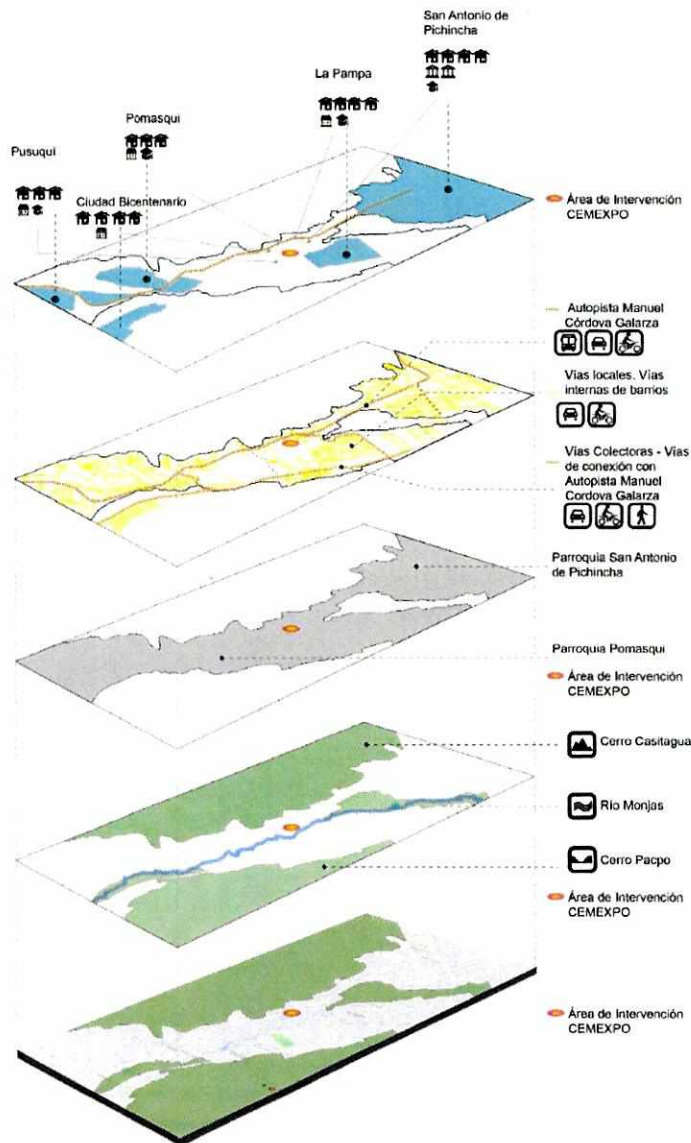 San Antonio de
Pichincha
La Pampa
Pomasqui
Pusuqui
Ciudad Bicentenario
Área de Intervención
CEMEXPO
Autopista Manuel
Córdova Galarza
Vías locales. Vías
internas de barrios
Vías Colectoras - Vías
de conexión con
Autopista Manuel
Cordova Galarza
Parroquia San Antonio
de Pichincha
Parroquia Pomasqui
Área de Intervención
CEMEXPO
Cerro Casitagua
Río Monjas
Cerro Pacpo
Área de Intervención
CEMEXPO
Área de Intervención
CEMEXPO